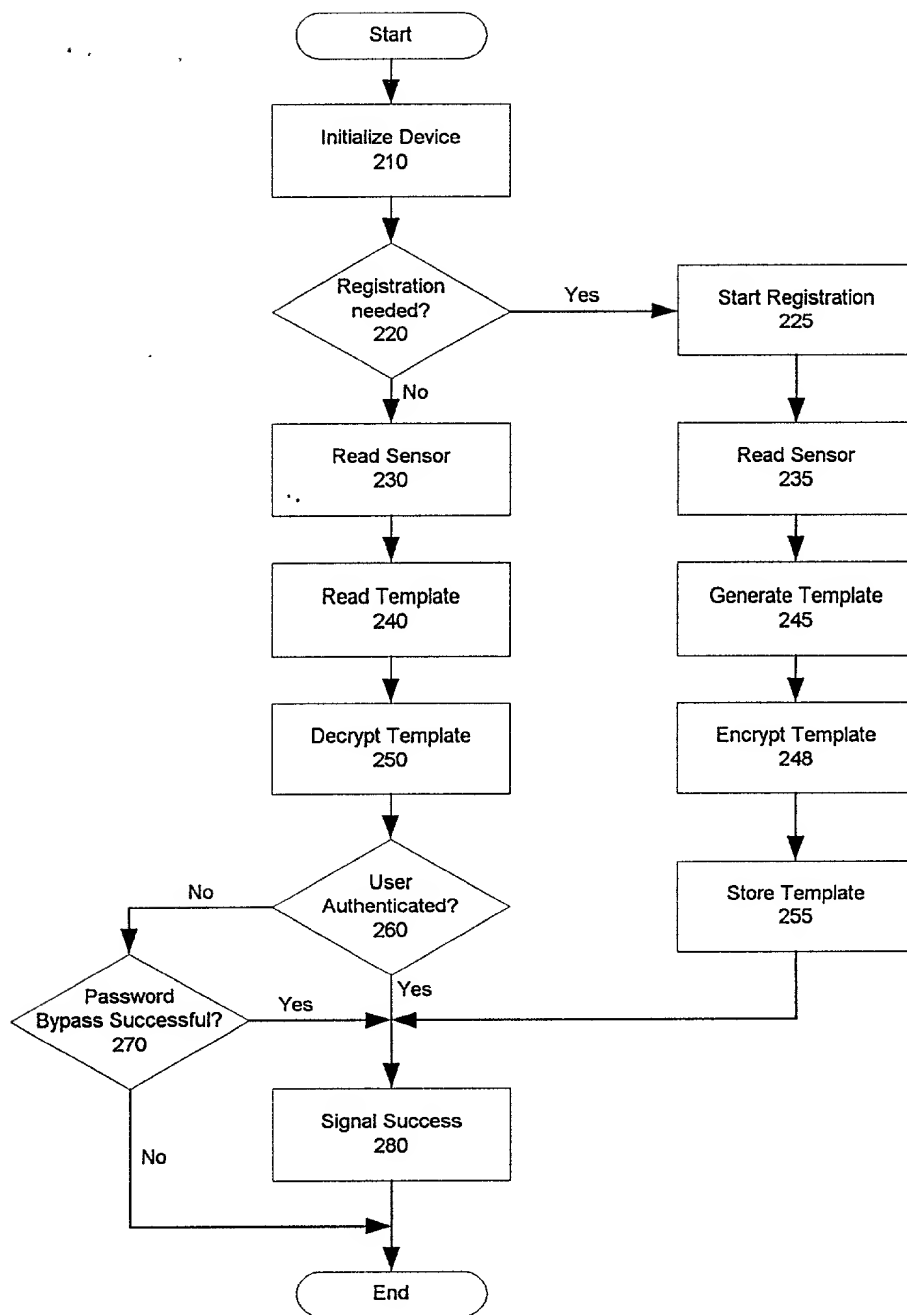 Start
Initialize Device
210
Registration
needed?
220
Yes
Start Registration
225
No
Read Sensor
230
Read Sensor
235
Read Template
240
Generate Template
245
Decrypt Template
250
Encrypt Template
248
No
User
Authenticated?
260
Store Template
255
Password
Bypass Successful?
270
Yes
Yes
Signal Success
280
No
End